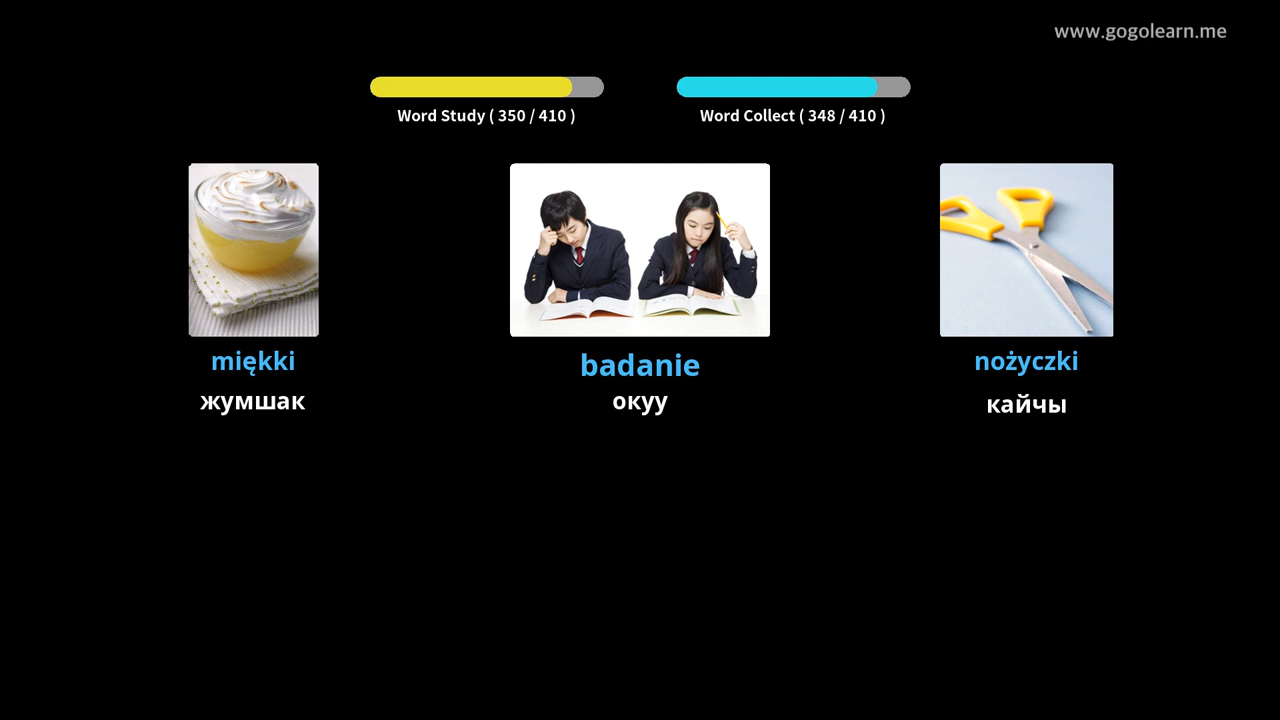 www.gogolearn.me
Word Study ( 350 / 410 )
Word Collect ( 348 / 410 )
miękki
жумшак
badanie
окуу
nożyczki
кайчы